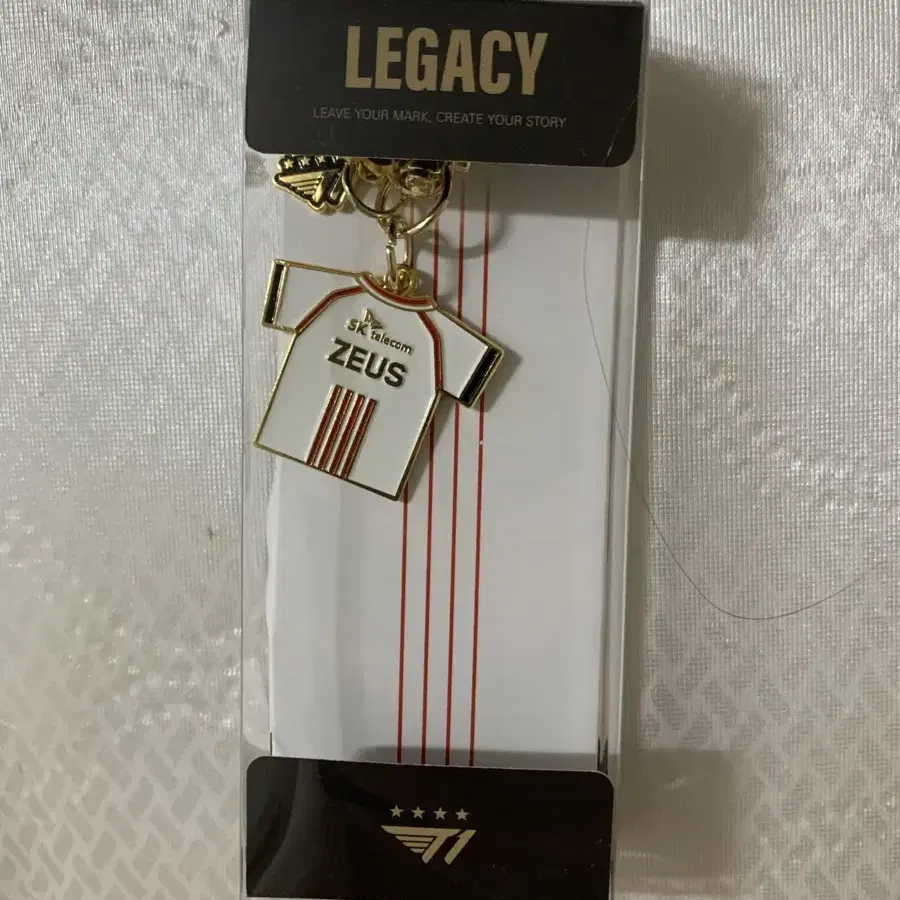 LEGACY
LEAVE YOUR MARK, CREATE YOUR STORY
SK telecom
ZEUS
T1